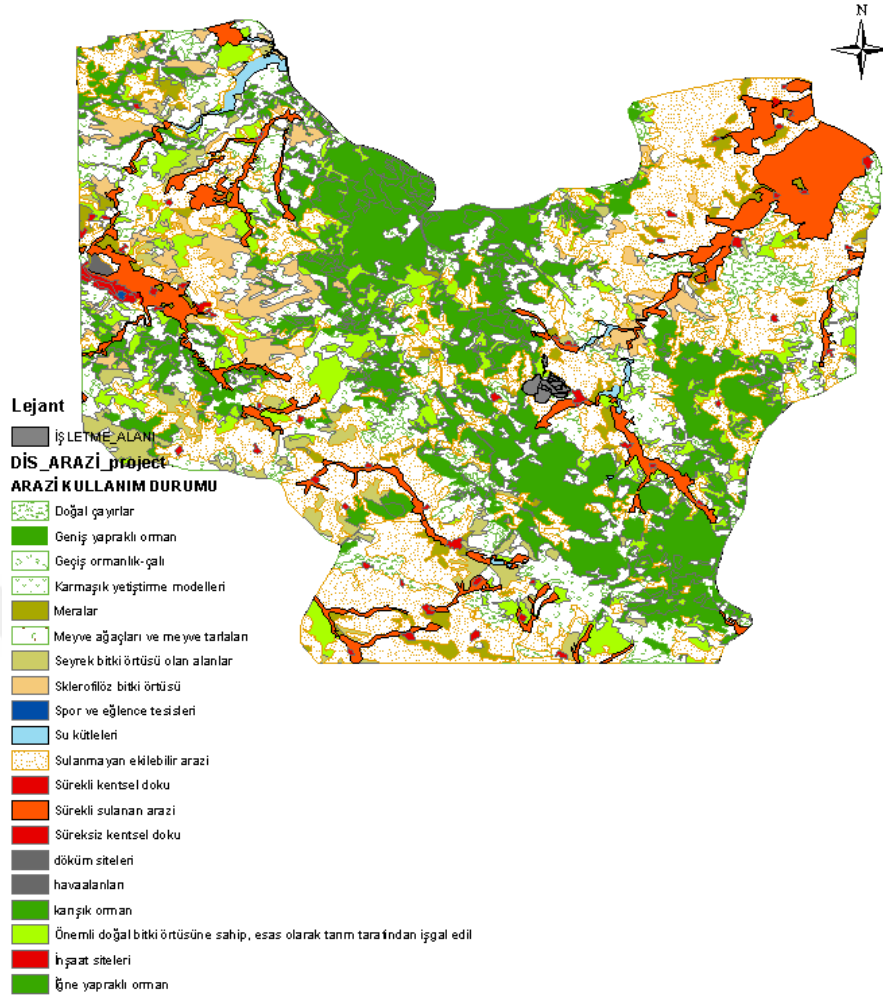 N
Lejant
İŞLETME_ALANI
DİS_ARAZİ_project
ARAZİ KULLANIM DURUMU
Doğal çayırlar
Geniş yapraklı orman
Geçiş ormanlık-çalı
Karmaşık yetiştirme modelleri
Meralar
Meyve ağaçları ve meyve tarlaları
Seyrek bitki örtüsü olan alanlar
Sklerofilöz bitki örtüsü
Spor ve eğlence tesisleri
Su kütleleri
Sulanmayan ekilebilir arazi
Sürekli kentsel doku
Sürekli sulanan arazi
Süreksiz kentsel doku
döküm siteleri
havaalanları
karışık orman
Önemli doğal bitki örtüsüne sahip, esas olarak tarım tarafından işgal edil
İnşaat siteleri
İğne yapraklı orman